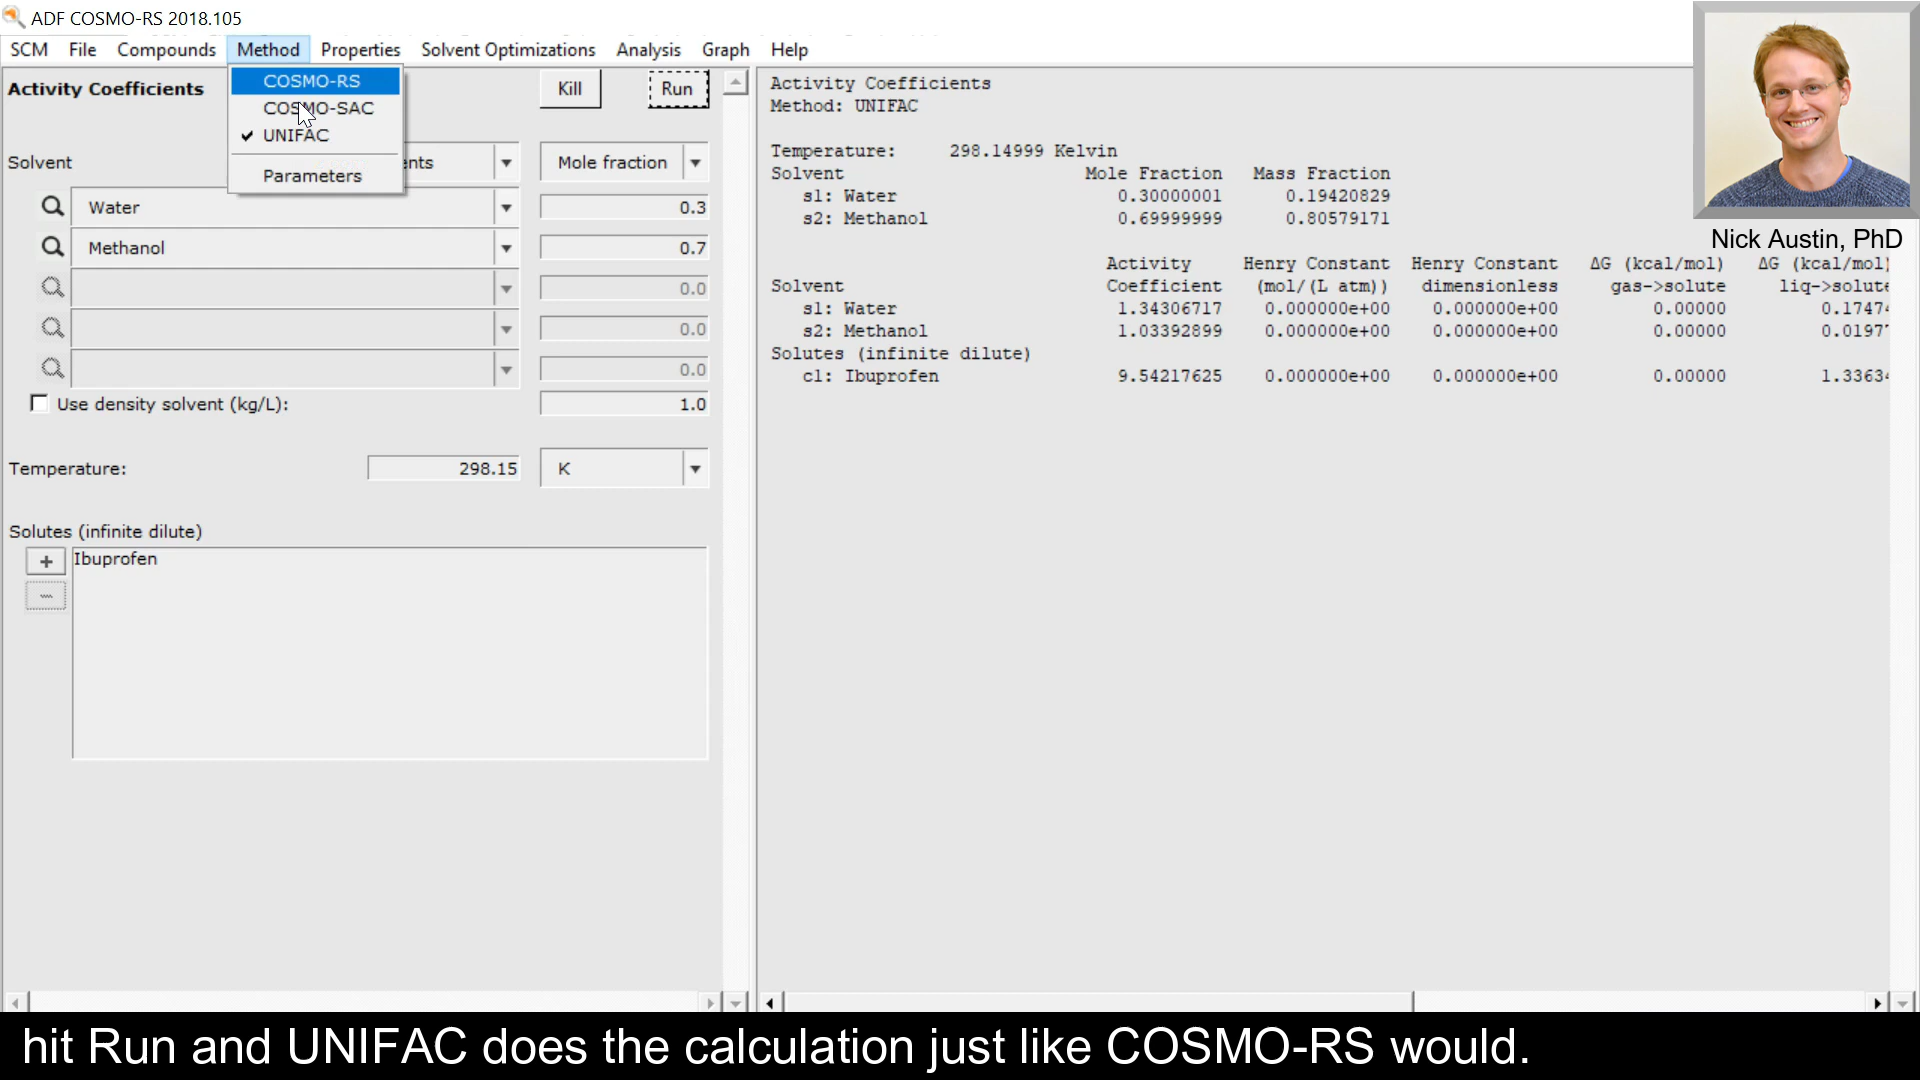 ADF COSMO-RS 2018.105
SCM File Compounds Method Properties Solvent Optimizations Analysis Graph Help
Activity Coefficients
Kill
Run
COSMO-RS
COSMO-SAC
UNIFAC
Parameters
Solvent
ents
Mole fraction
Water 0.3
Methanol 0.7
0.0
0.0
0.0
Use density solvent (kg/L): 1.0
Temperature: 298.15 K
Solutes (infinite dilute)
+
Ibuprofen
Activity Coefficients
Method: UNIFAC
Temperature: 298.14999 Kelvin
Solvent Mole Fraction Mass Fraction
s1: Water 0.30000001 0.19420829
s2: Methanol 0.69999999 0.80579171
Activity Henry Constant Henry Constant ΔG (kcal/mol) ΔG (kcal/mol)
Solvent Coefficient (mol/(L atm)) dimensionless gas->solute liq->solute
s1: Water 1.34306717 0.000000e+00 0.000000e+00 0.00000 0.1747
s2: Methanol 1.03392899 0.000000e+00 0.000000e+00 0.00000 0.0197
Solutes (infinite dilute)
c1: Ibuprofen 9.54217625 0.000000e+00 0.000000e+00 0.00000 1.3363
Nick Austin, PhD
hit Run and UNIFAC does the calculation just like COSMO-RS would.